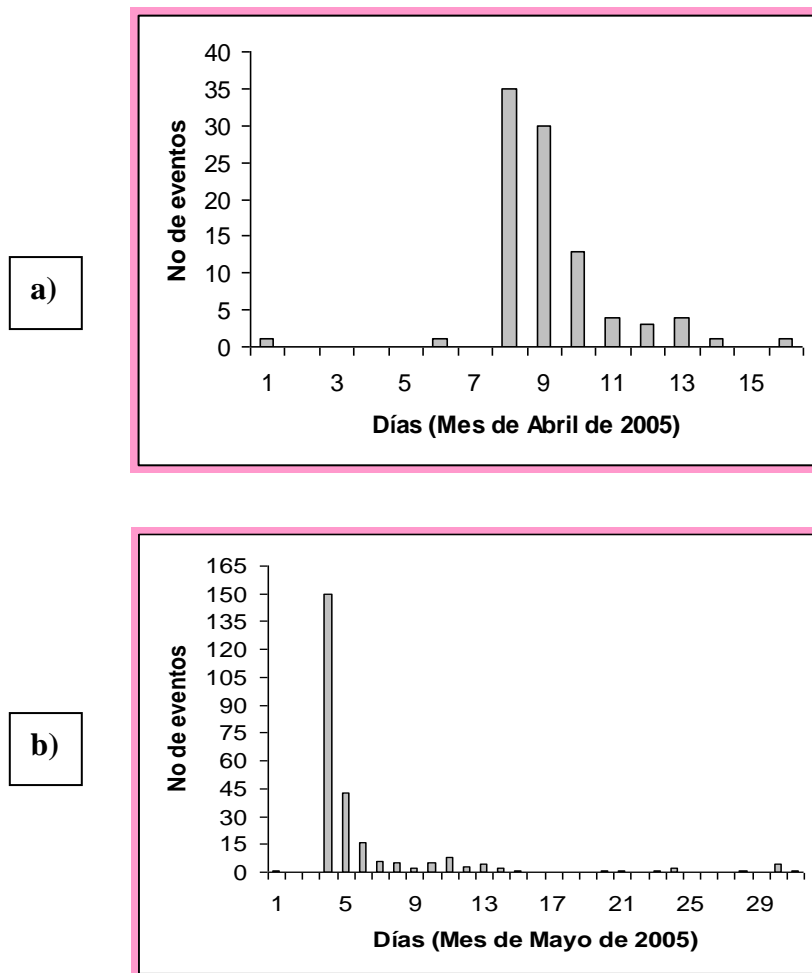 a)
No de eventos
40
35
30
25
20
15
10
5
0
1 3 5 7 9 11 13 15
Días (Mes de Abril de 2005)
b)
No de eventos
165
150
135
120
105
90
75
60
45
30
15
0
1 5 9 13 17 21 25 29
Días (Mes de Mayo de 2005)